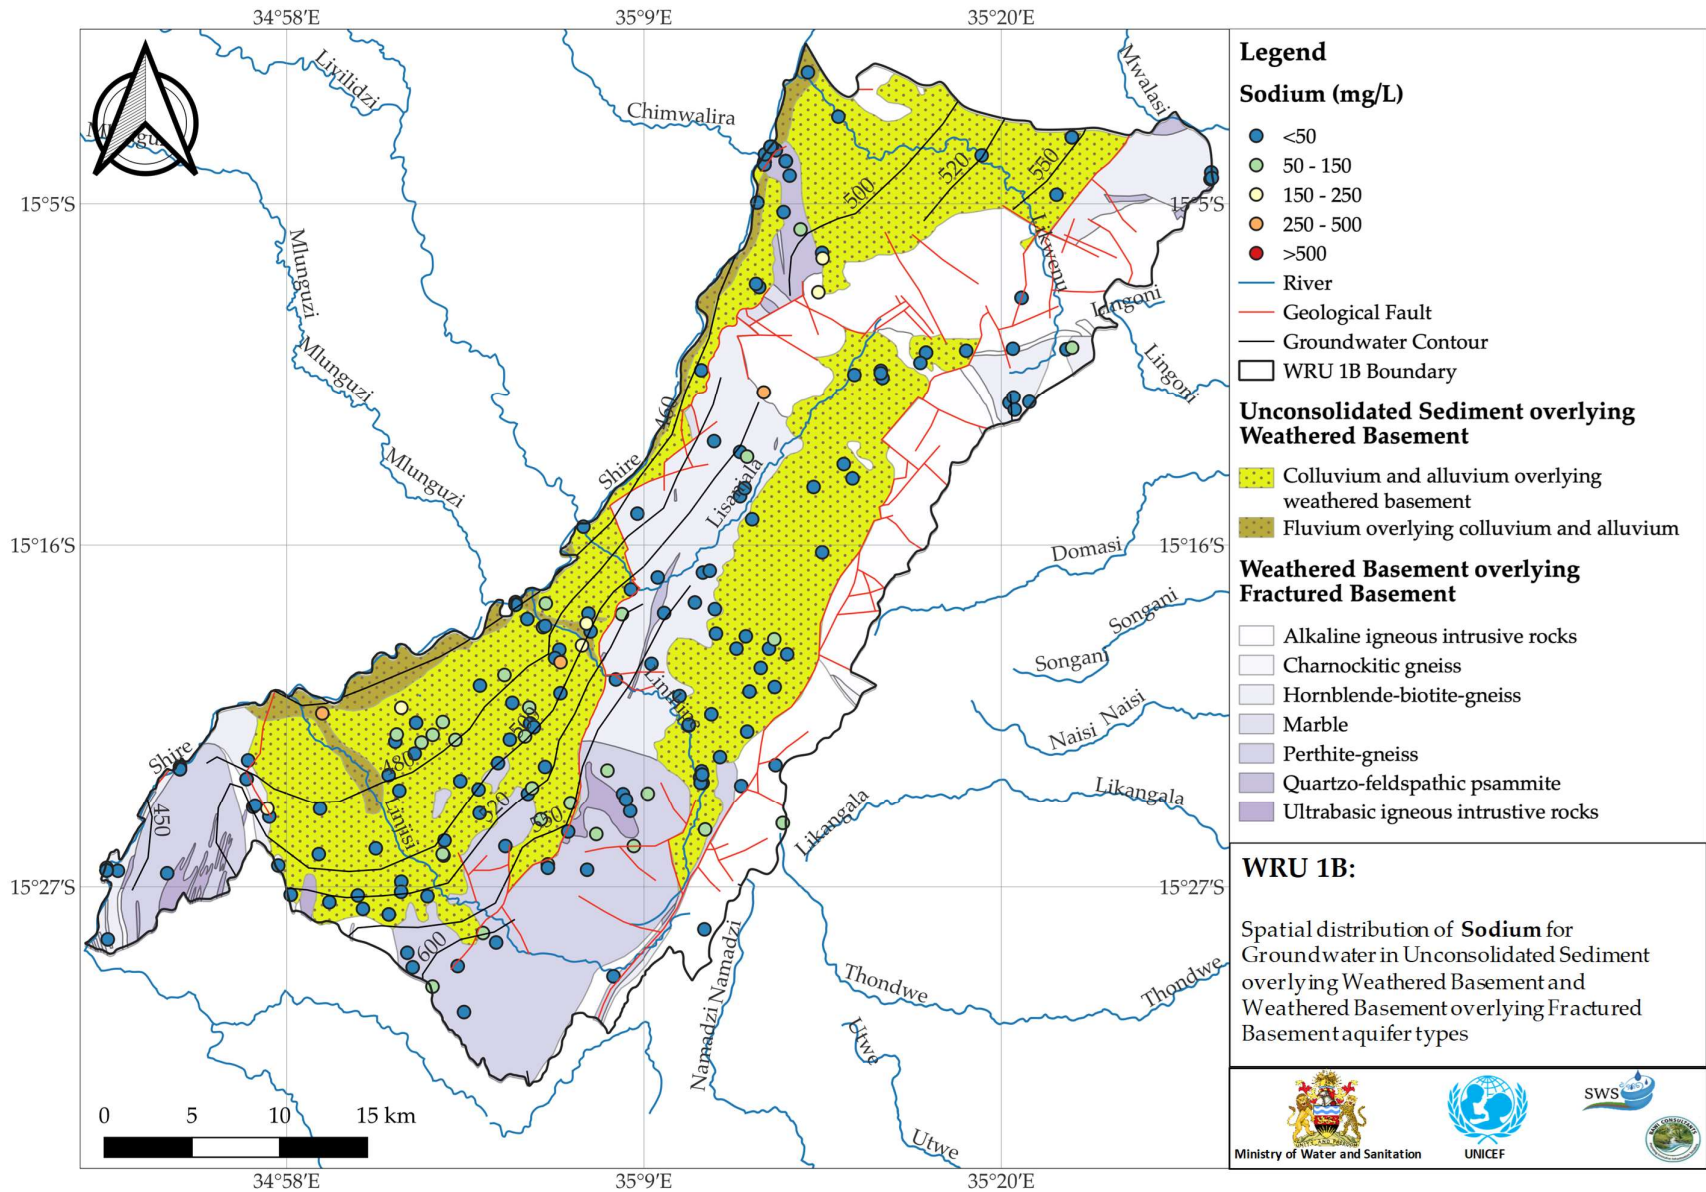 34°58'E
35°9'E
35°20'E
Livilidzi
Chimwalira
Mwalasi
15°5'S
15°5'S
500
520
550
Likwenu
Lingoni
Lingoni
Mlunguzi
Mlunguzi
Mlunguzi
460
Shire
Lisanjala
15°16'S
15°16'S
Domasi
Songani
Songani
Naisi
Naisi
Likangala
Likangala
Shire
450
480
500
520
550
600
15°27'S
15°27'S
Thondwe
Thondwe
Namadzi
Namadzi
Utwe
Utwe
0 5 10 15 km
34°58'E
35°9'E
35°20'E
Legend
Sodium (mg/L)
<50
50 - 150
150 - 250
250 - 500
>500
River
Geological Fault
Groundwater Contour
WRU 1B Boundary
Unconsolidated Sediment overlying
Weathered Basement
Colluvium and alluvium overlying
weathered basement
Fluvium overlying colluvium and alluvium
Weathered Basement overlying
Fractured Basement
Alkaline igneous intrusive rocks
Charnockitic gneiss
Hornblende-biotite-gneiss
Marble
Perthite-gneiss
Quartzo-feldspathic psammite
Ultrabasic igneous intrustive rocks
WRU 1B:
Spatial distribution of Sodium for
Groundwater in Unconsolidated Sediment
overlying Weathered Basement and
Weathered Basement overlying Fractured
Basement aquifer types
Ministry of Water and Sanitation
UNICEF
SWS